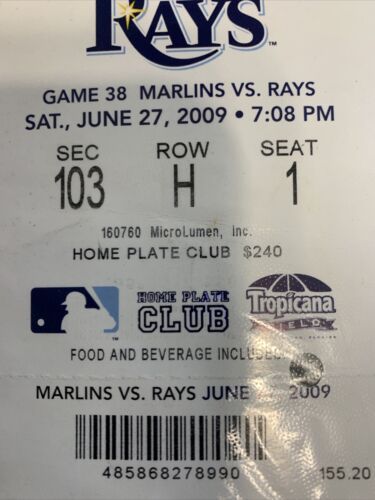 RAYS
GAME 38 MARLINS VS. RAYS
SAT., JUNE 27, 2009 • 7:08 PM
SEC ROW SEAT
103 H 1
160760 MicroLumen, Inc.
HOME PLATE CLUB $240
HOME PLATE
CLUB
Tropicana
FIELD
FOOD AND BEVERAGE INCLUDED
MARLINS VS. RAYS JUNE 2009
485868278990
155.20